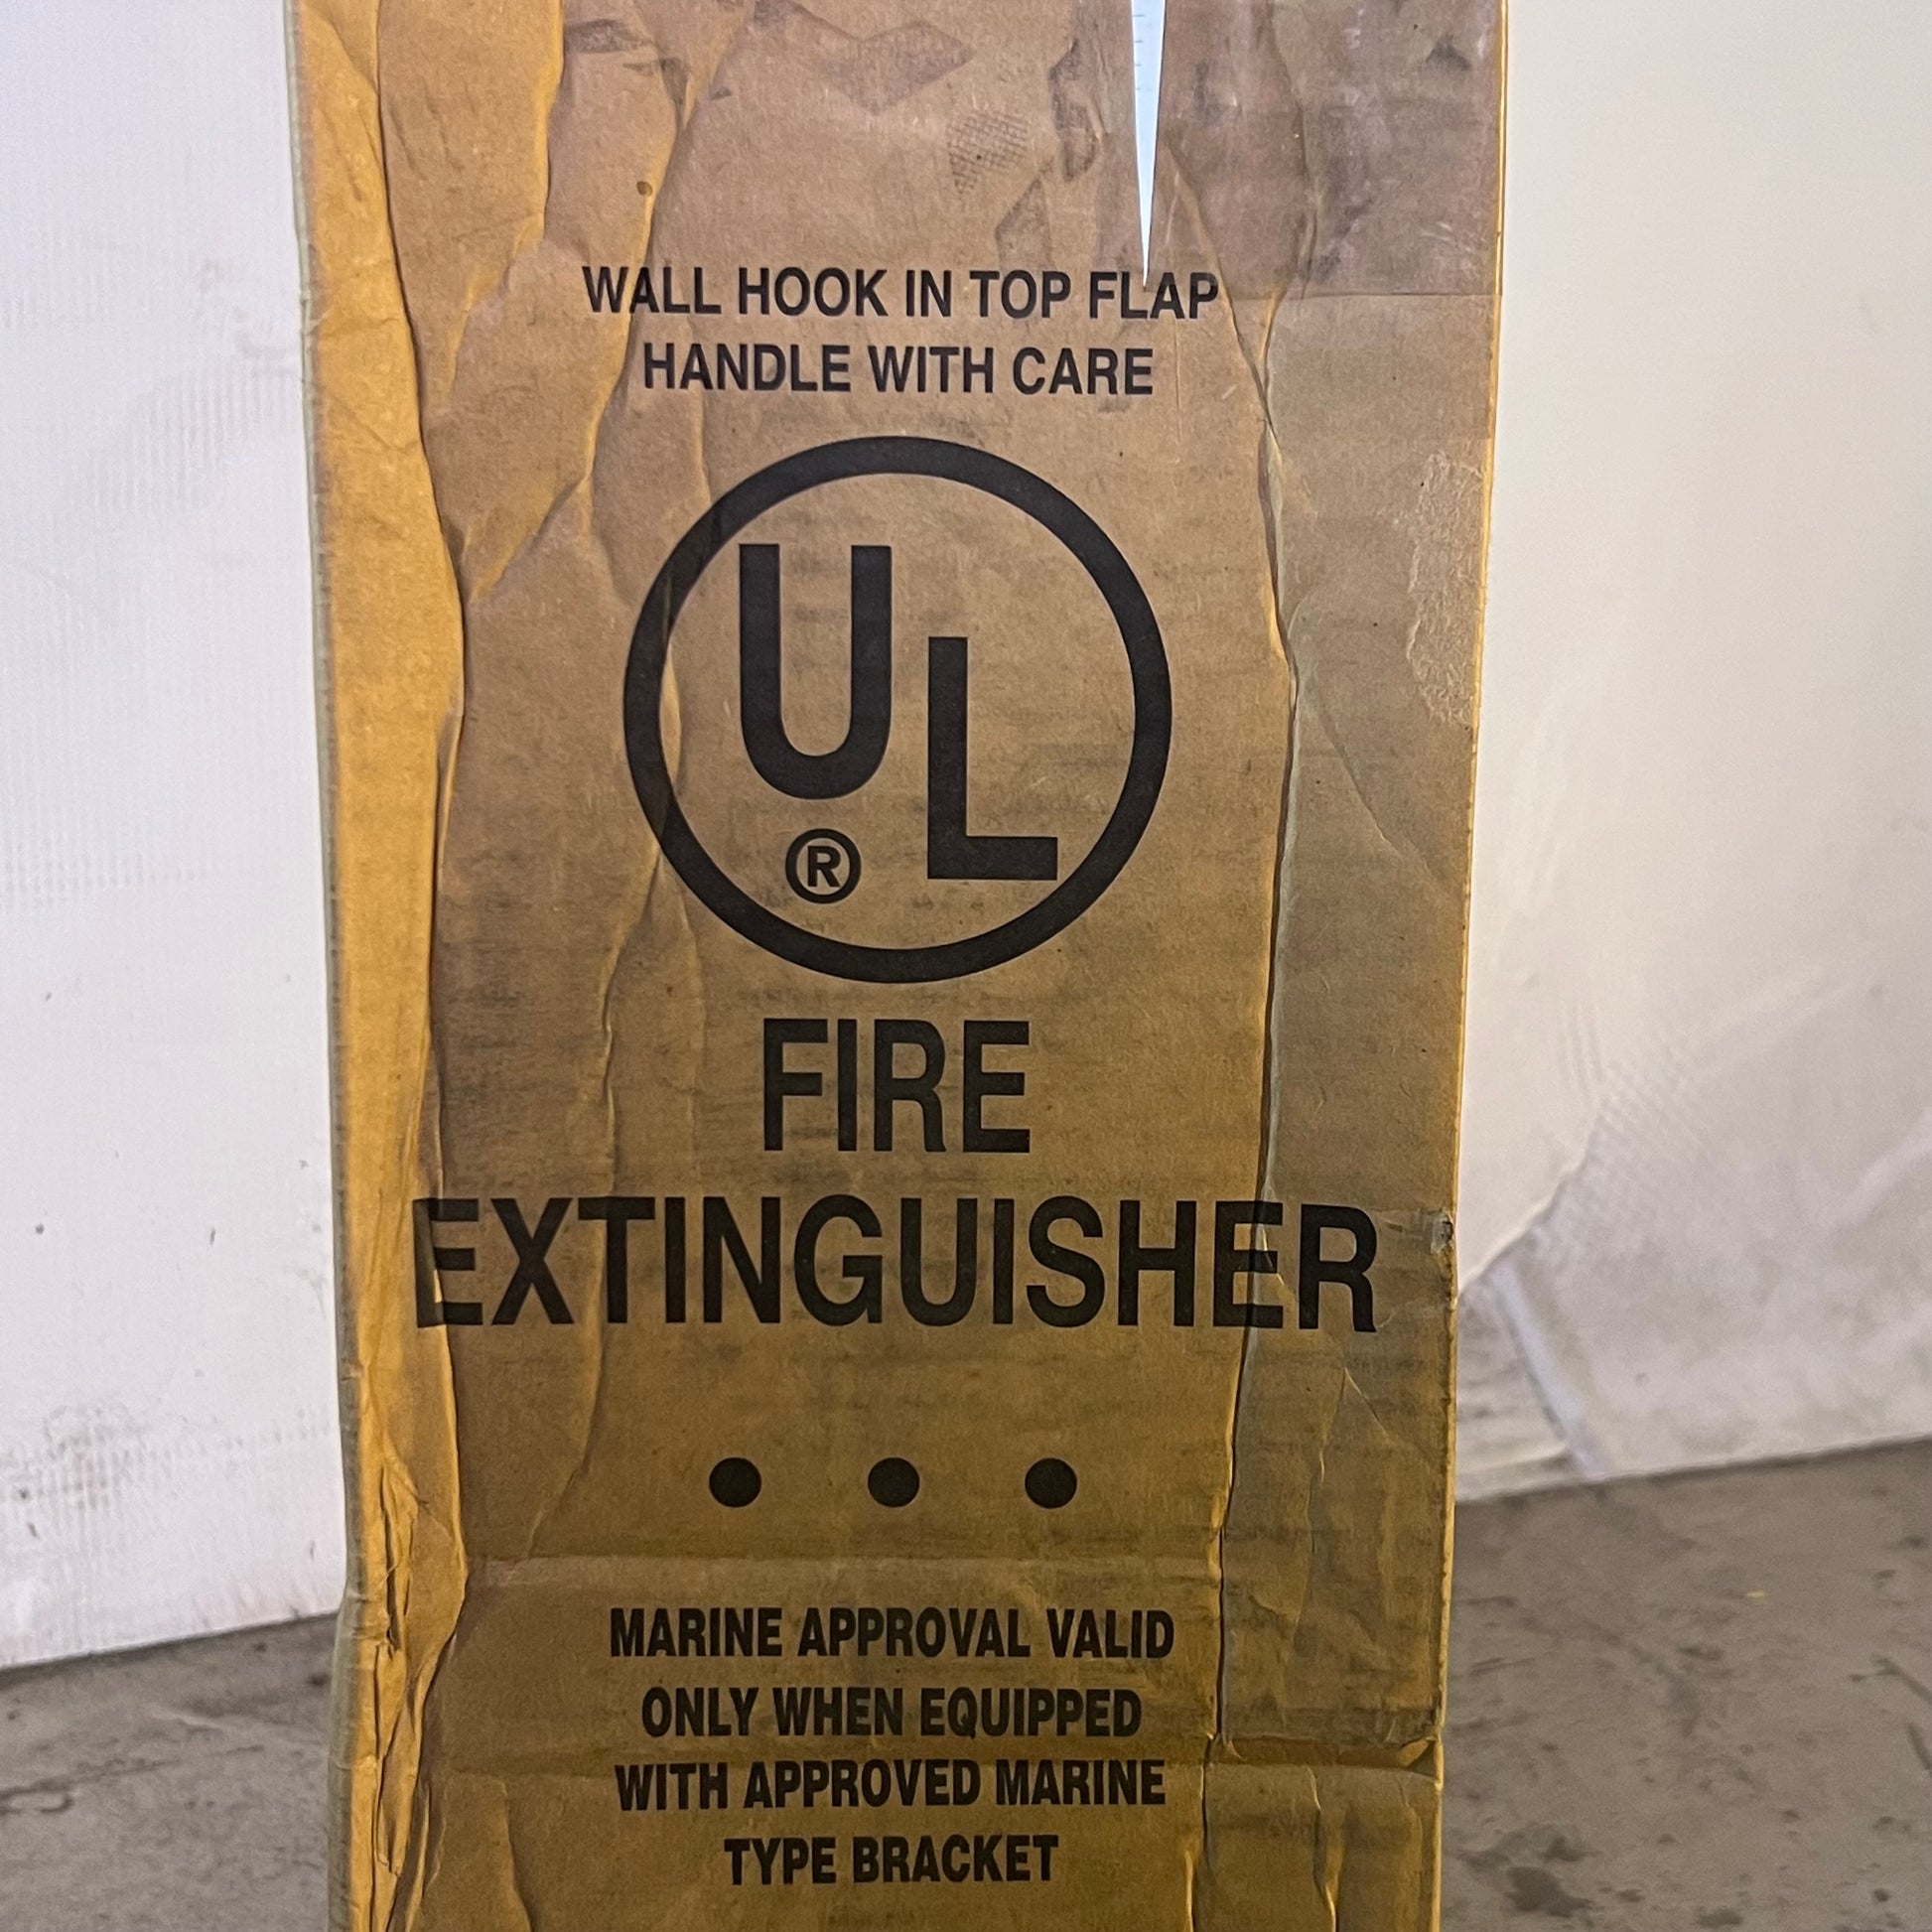 WALL HOOK IN TOP FLAP
HANDLE WITH CARE
UL
®
FIRE
EXTINGUISHER
MARINE APPROVAL VALID
ONLY WHEN EQUIPPED
WITH APPROVED MARINE
TYPE BRACKET